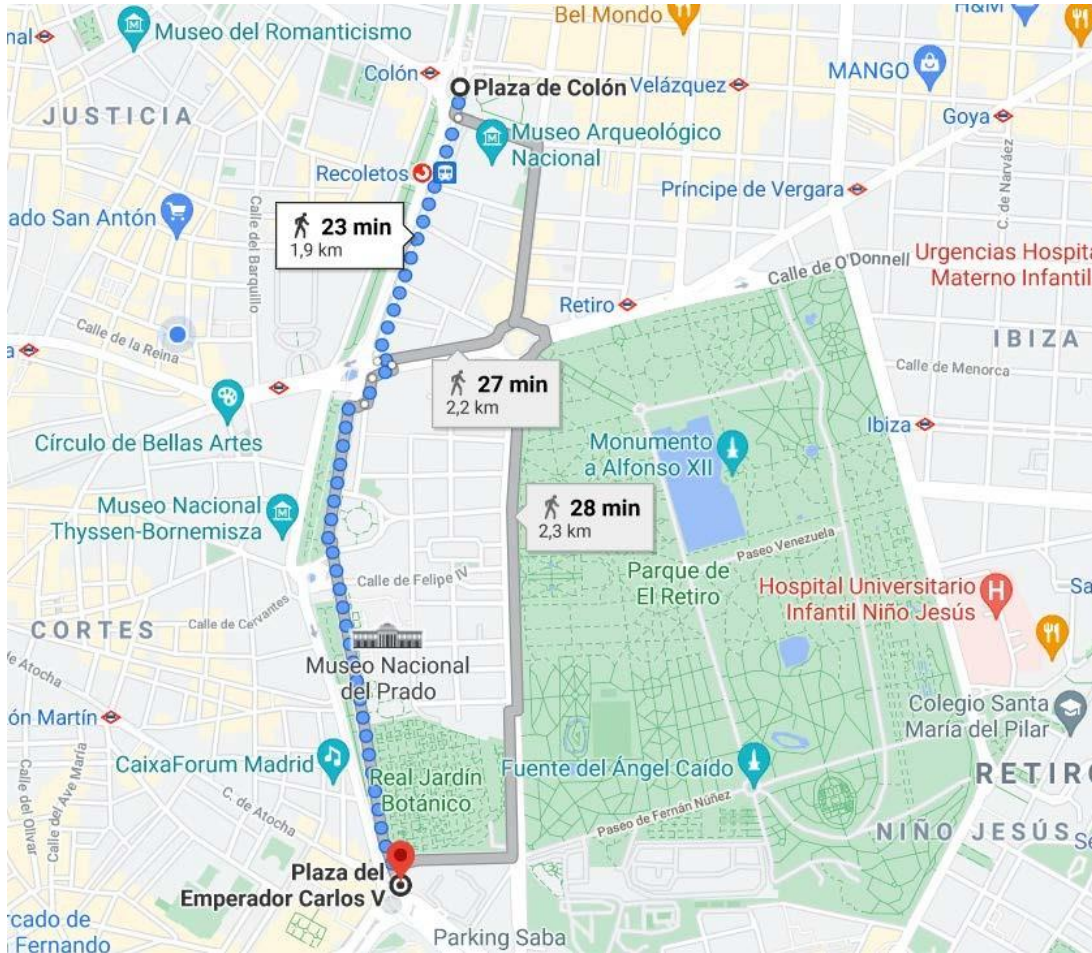 Bel Mondo
H&M
Museo del Romanticismo
nal
Colón
Plaza de Colón
Velázquez
MANGO
JUSTICIA
Museo Arqueológico
Nacional
Goya
Recoletos
C. de Narváez
Príncipe de Vergara
ado San Antón
Calle del Barquillo
23 min
1,9 km
Calle de O'Donnell
Urgencias Hospita
Materno Infantil
Retiro
Calle de la Reina
IBIZA
a
Calle de Menorca
27 min
2,2 km
Círculo de Bellas Artes
Monumento
a Alfonso XII
Ibiza
Museo Nacional
Thyssen-Bornemisza
28 min
2,3 km
Paseo Venezuela
Calle de Felipe IV
Parque de
El Retiro
Hospital Universitario
Infantil Niño Jesús
Sa
CORTES
Calle de Cervantes
Museo Nacional
del Prado
C. de Atocha
ón Martín
Colegio Santa
María del Pilar
CaixaForum Madrid
Real Jardín
Botánico
Fuente del Ángel Caído
RETIRO
Calle del Olivar
Calle del Ave María
C. de Atocha
Paseo de Fernán Núñez
NIÑO JESÚS
Se
Plaza del
Emperador Carlos V
rcado de
Fernando
Parking Saba